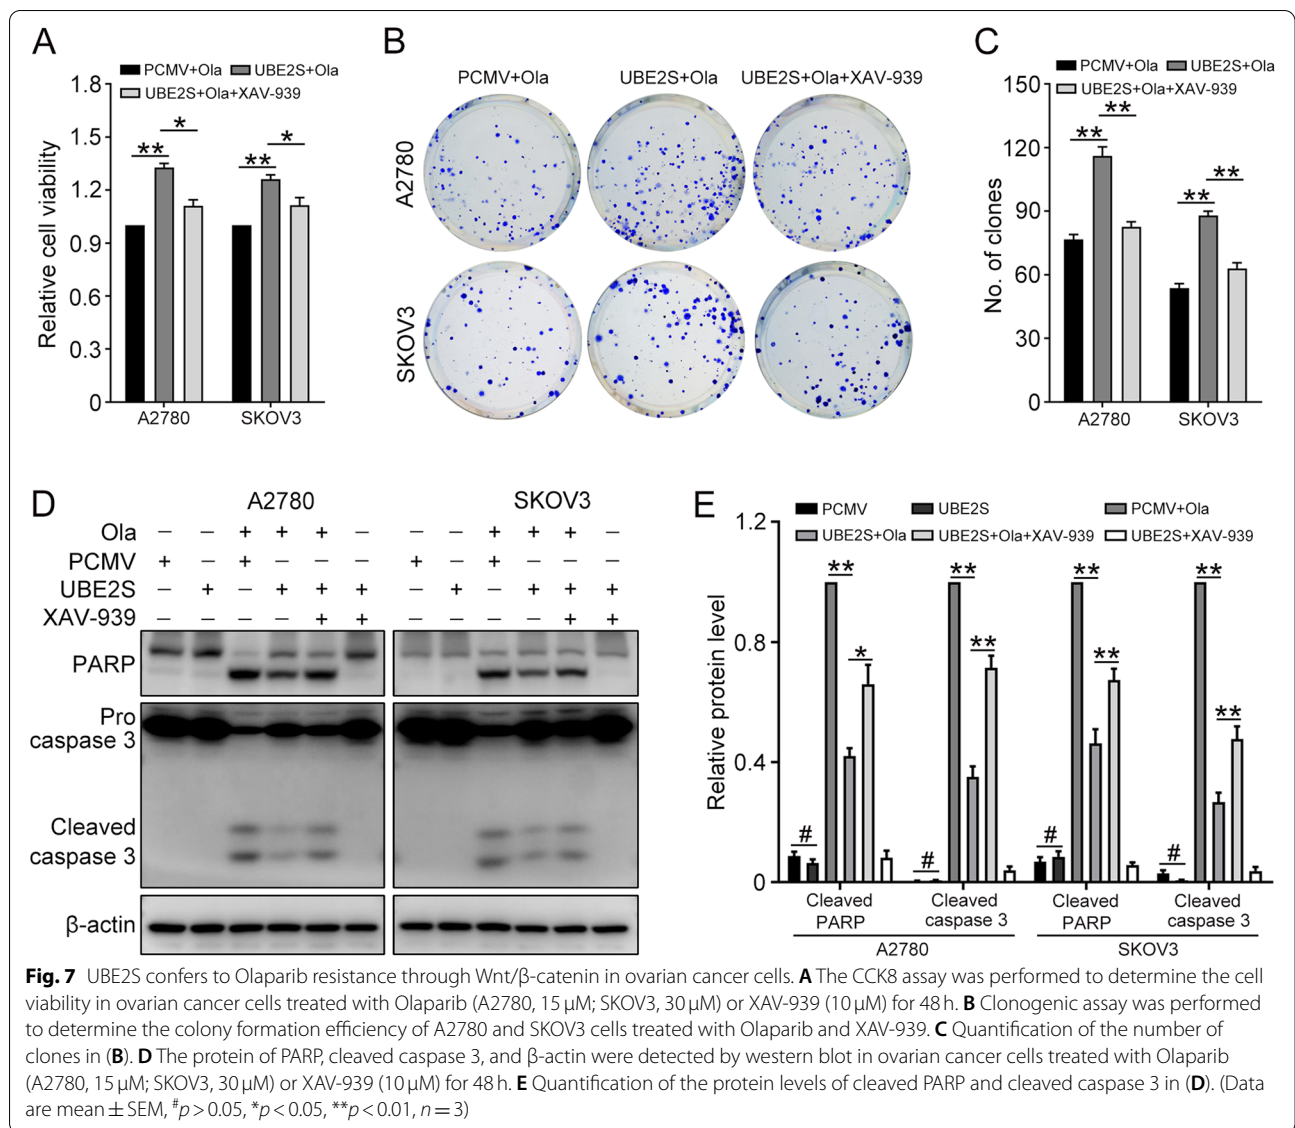 A
PCMV+Ola UBE2S+Ola
UBE2S+Ola+XAV-939
Relative cell viability
1.8
1.5
1.2
0.9
0.6
0.3
0
** *
** *
A2780 SKOV3
B
PCMV+Ola UBE2S+Ola UBE2S+Ola+XAV-939
A2780
SKOV3
C
PCMV+Ola UBE2S+Ola
UBE2S+Ola+XAV-939
No. of clones
150
120
90
60
30
0
** **
** **
A2780 SKOV3
D
A2780 SKOV3
Ola − − + + + − − − + + + −
PCMV + − + − − − + − + − − −
UBE2S − + − + + + − + − + + +
XAV-939 − − − − + + − − − − + +
PARP
Pro
caspase 3
Cleaved
caspase 3
β-actin
E
PCMV UBE2S PCMV+Ola
UBE2S+Ola UBE2S+Ola+XAV-939 UBE2S+XAV-939
Relative protein level
1.2
0.8
0.4
0
# ** *
# ** **
# ** **
# ** **
Cleaved Cleaved Cleaved Cleaved
PARP caspase 3 PARP caspase 3
A2780 SKOV3
Fig. 7 UBE2S confers to Olaparib resistance through Wnt/β-catenin in ovarian cancer cells. A The CCK8 assay was performed to determine the cell
viability in ovarian cancer cells treated with Olaparib (A2780, 15 μM; SKOV3, 30 μM) or XAV-939 (10 μM) for 48 h. B Clonogenic assay was performed
to determine the colony formation efficiency of A2780 and SKOV3 cells treated with Olaparib and XAV-939. C Quantification of the number of
clones in (B). D The protein of PARP, cleaved caspase 3, and β-actin were detected by western blot in ovarian cancer cells treated with Olaparib
(A2780, 15 μM; SKOV3, 30 μM) or XAV-939 (10 μM) for 48 h. E Quantification of the protein levels of cleaved PARP and cleaved caspase 3 in (D). (Data
are mean ± SEM, #p > 0.05, *p < 0.05, **p < 0.01, n = 3)